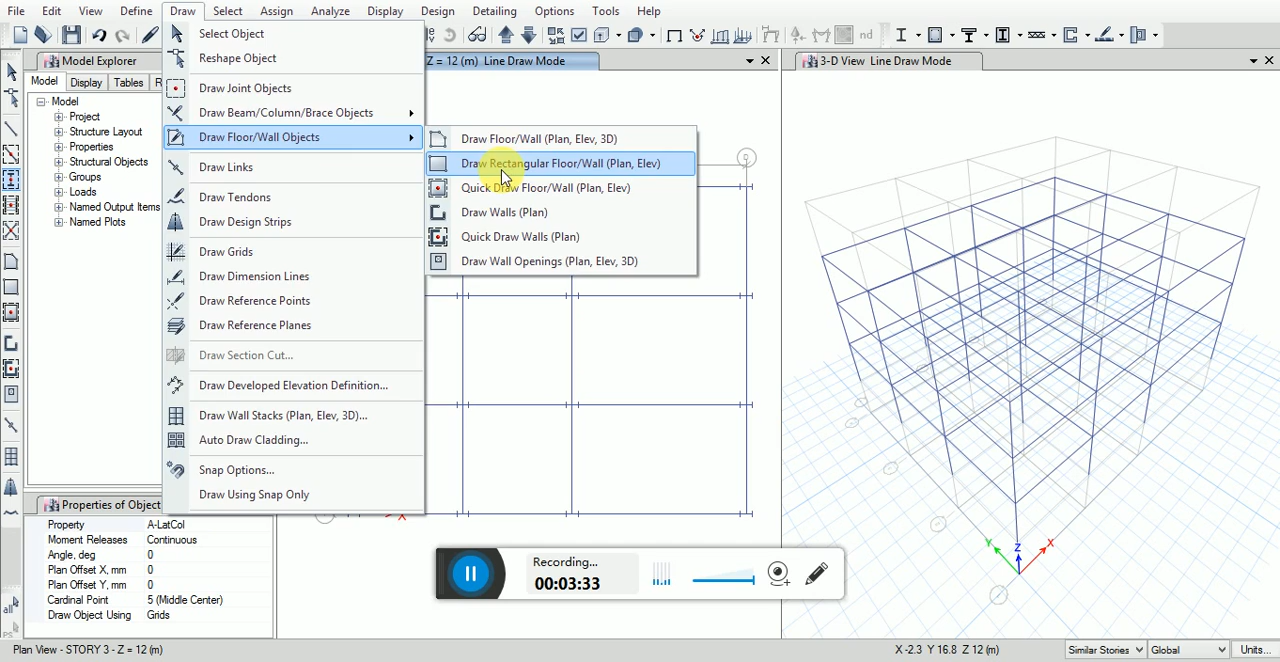 File Edit View Define Draw Select Assign Analyze Display Design Detailing Options Tools Help
nd
Model Explorer
Model Display Tables
Model
Project
Structure Layout
Properties
Structural Objects
Groups
Loads
Named Output Items
Named Plots
Select Object
Reshape Object
Draw Joint Objects
Draw Beam/Column/Brace Objects
Draw Floor/Wall Objects
Draw Links
Draw Tendons
Draw Design Strips
Draw Grids
Draw Dimension Lines
Draw Reference Points
Draw Reference Planes
Draw Section Cut...
Draw Developed Elevation Definition...
Draw Wall Stacks (Plan, Elev, 3D)...
Auto Draw Cladding...
Snap Options...
Draw Using Snap Only
Draw Floor/Wall (Plan, Elev, 3D)
Draw Rectangular Floor/Wall (Plan, Elev)
Quick Draw Floor/Wall (Plan, Elev)
Draw Walls (Plan)
Quick Draw Walls (Plan)
Draw Wall Openings (Plan, Elev, 3D)
Z = 12 (m) Line Draw Mode
3-D View Line Draw Mode
X
Y
Z
X
Properties of Object
Property A-LatCol
Moment Releases Continuous
Angle, deg 0
Plan Offset X, mm 0
Plan Offset Y, mm 0
Cardinal Point 5 (Middle Center)
Draw Object Using Grids
Recording...
00:03:33
all
PS
Plan View - STORY 3 - Z = 12 (m)
X -2.3 Y 16.8 Z 12 (m)
Similar Stories
Global
Units...